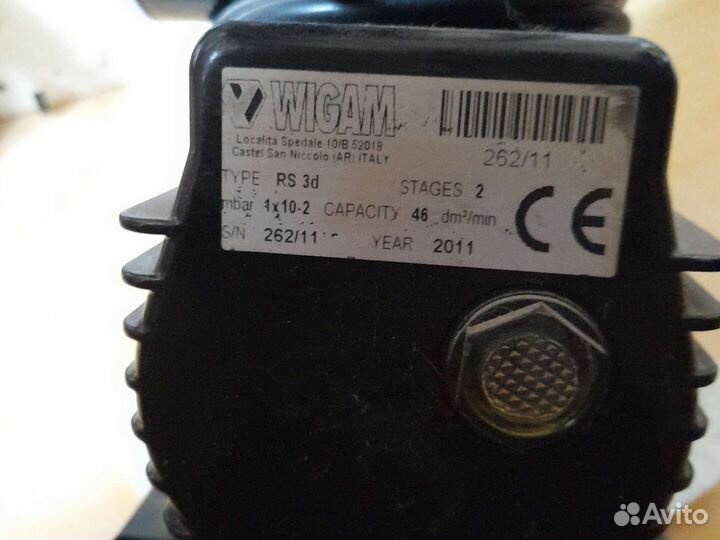 WIGAM
Località Spedale 10/B 52018
Castel San Niccolo (AR) ITALY
262/11
TYPE RS 3d STAGES 2
mbar 1x10-2 CAPACITY 46 dm³/min
S/N 262/11 YEAR 2011
CE
Avito